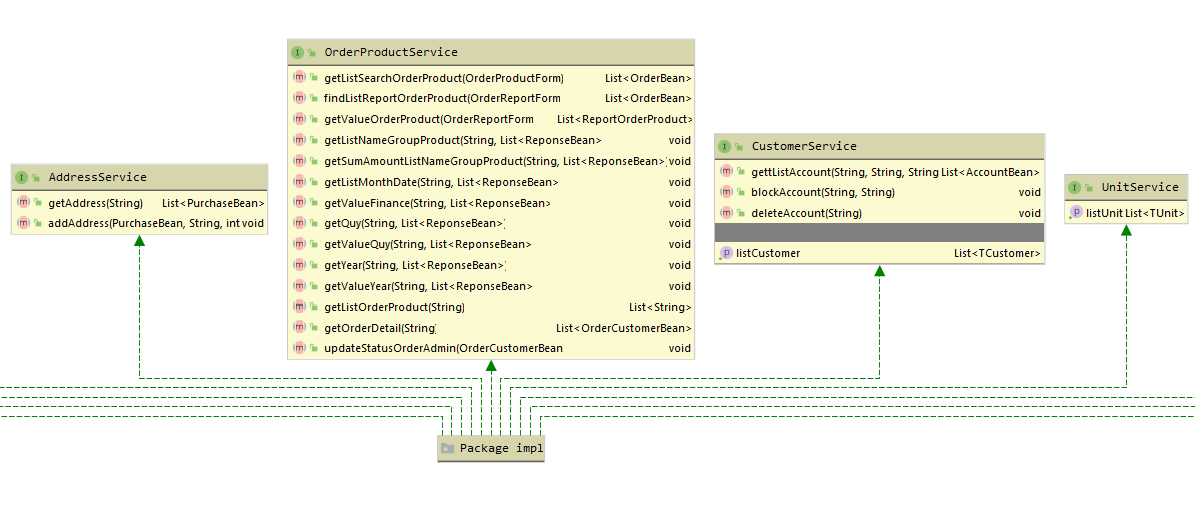 OrderProductService
getListSearchOrderProduct(OrderProductForm) List<OrderBean>
findListReportOrderProduct(OrderReportForm List<OrderBean>
getValueOrderProduct(OrderReportForm List<ReportOrderProduct>
getListNameGroupProduct(String, List<ReponseBean> void
getSumAmountListNameGroupProduct(String, List<ReponseBean> void
getListMonthDate(String, List<ReponseBean> void
getValueFinance(String, List<ReponseBean> void
getQuy(String, List<ReponseBean>) void
getValueQuy(String, List<ReponseBean> void
getYear(String, List<ReponseBean>) void
getValueYear(String, List<ReponseBean> void
getListOrderProduct(String) List<String>
getOrderDetail(String) List<OrderCustomerBean>
updateStatusOrderAdmin(OrderCustomerBean void
CustomerService
gettListAccount(String, String, String List<AccountBean>
blockAccount(String, String) void
deleteAccount(String) void
listCustomer List<TCustomer>
AddressService
getAddress(String) List<PurchaseBean>
addAddress(PurchaseBean, String, int void
UnitService
listUnit List<TUnit>
Package impl